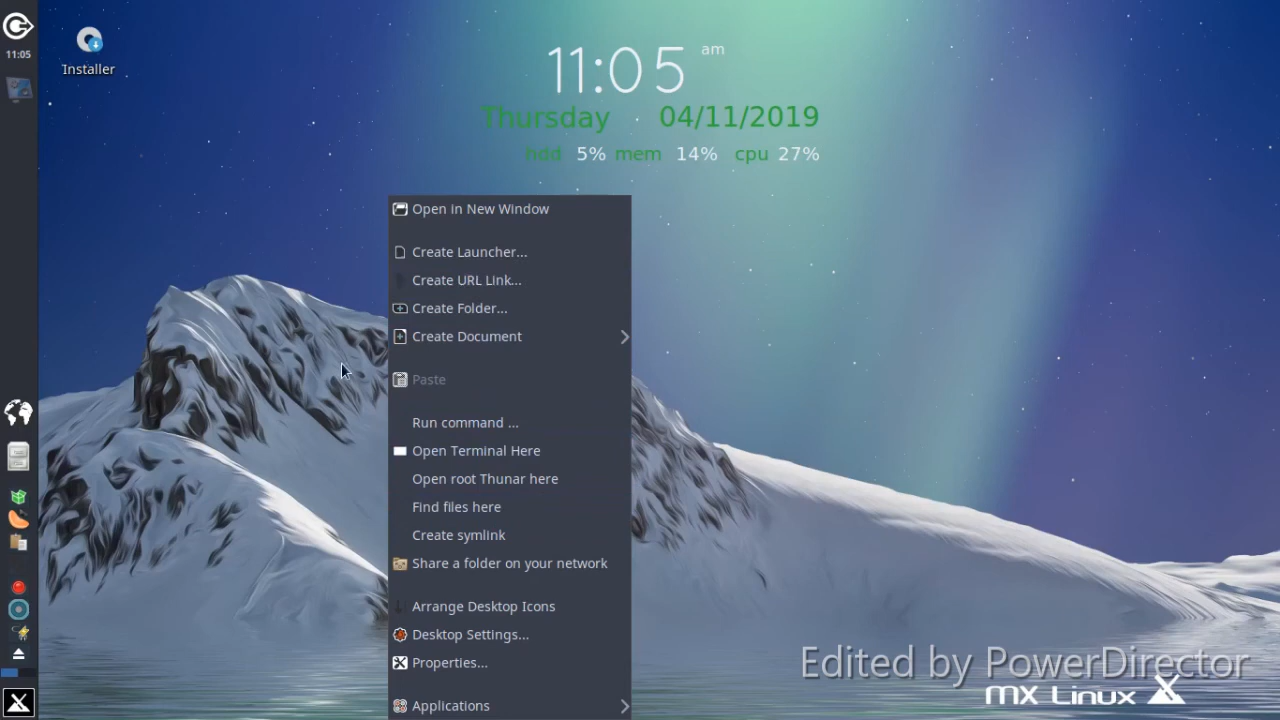 11:05
Installer
11:05 am
Thursday 04/11/2019
hdd 5% mem 14% cpu 27%
Open in New Window
Create Launcher...
Create URL Link...
Create Folder...
Create Document
Paste
Run command ...
Open Terminal Here
Open root Thunar here
Find files here
Create symlink
Share a folder on your network
Arrange Desktop Icons
Desktop Settings...
Properties...
Applications
Edited by PowerDirector
MX Linux